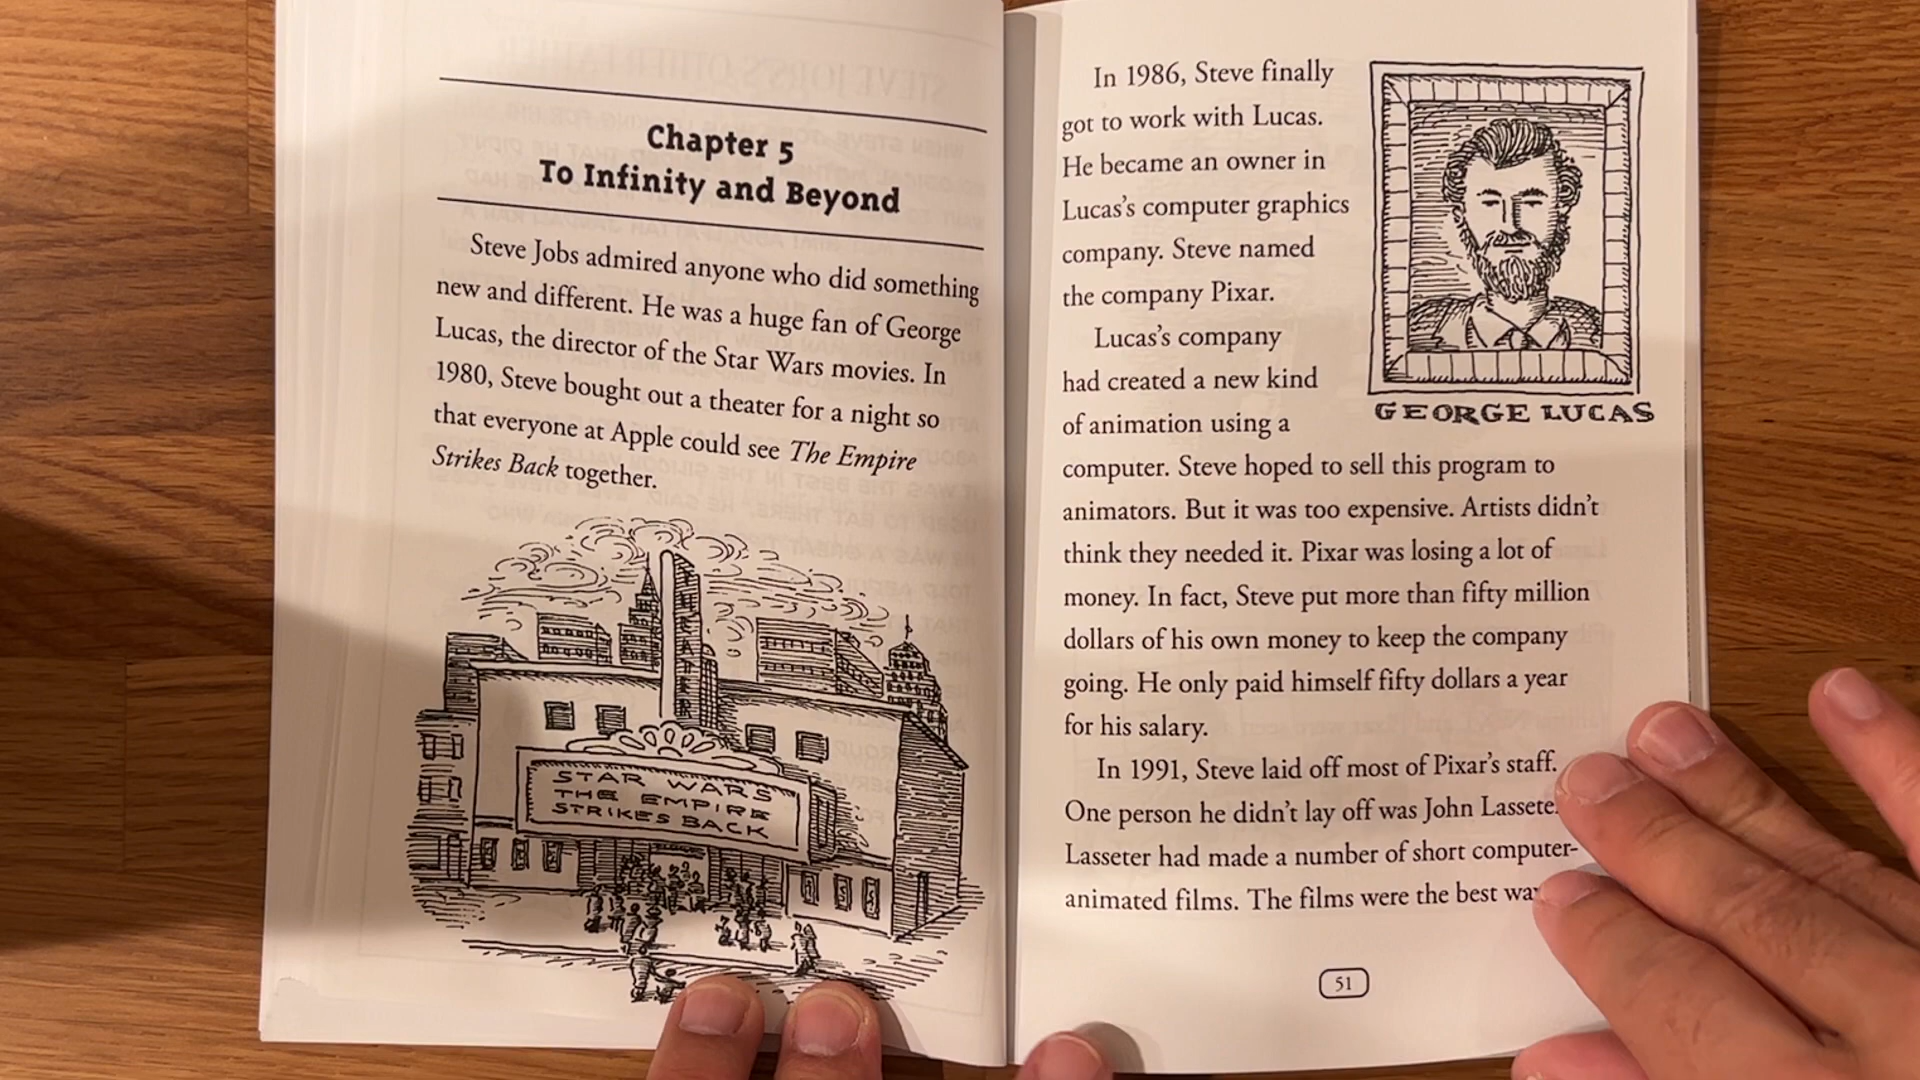 Chapter 5
To Infinity and Beyond
Steve Jobs admired anyone who did something
new and different. He was a huge fan of George
Lucas, the director of the Star Wars movies. In
1980, Steve bought out a theater for a night so
that everyone at Apple could see The Empire
Strikes Back together.
THEATER
STAR WARS
THE EMPIRE
STRIKES BACK
In 1986, Steve finally
got to work with Lucas.
He became an owner in
Lucas's computer graphics
company. Steve named
the company Pixar.
Lucas's company
had created a new kind
of animation using a
computer. Steve hoped to sell this program to
animators. But it was too expensive. Artists didn't
think they needed it. Pixar was losing a lot of
money. In fact, Steve put more than fifty million
dollars of his own money to keep the company
going. He only paid himself fifty dollars a year
for his salary.
In 1991, Steve laid off most of Pixar's staff.
One person he didn't lay off was John
Lasseter had made a number of short computer-
animated films. The films were the best
GEORGE LUCAS
51